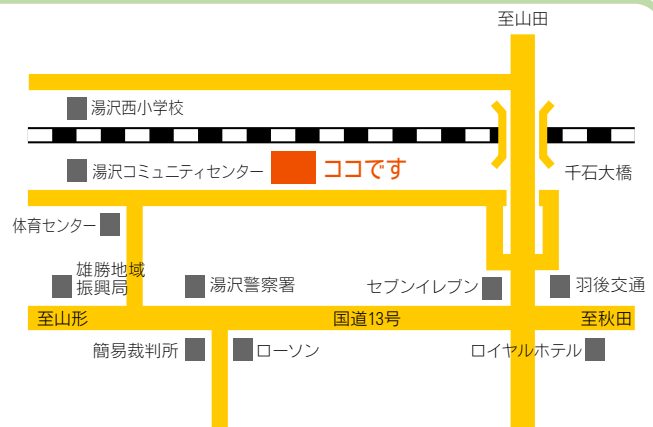 至山田
湯沢西小学校
湯沢コミュニティセンター
ココです
千石大橋
体育センター
雄勝地域
振興局
湯沢警察署
セブンイレブン
羽後交通
至山形
国道13号
至秋田
簡易裁判所
ローソン
ロイヤルホテル